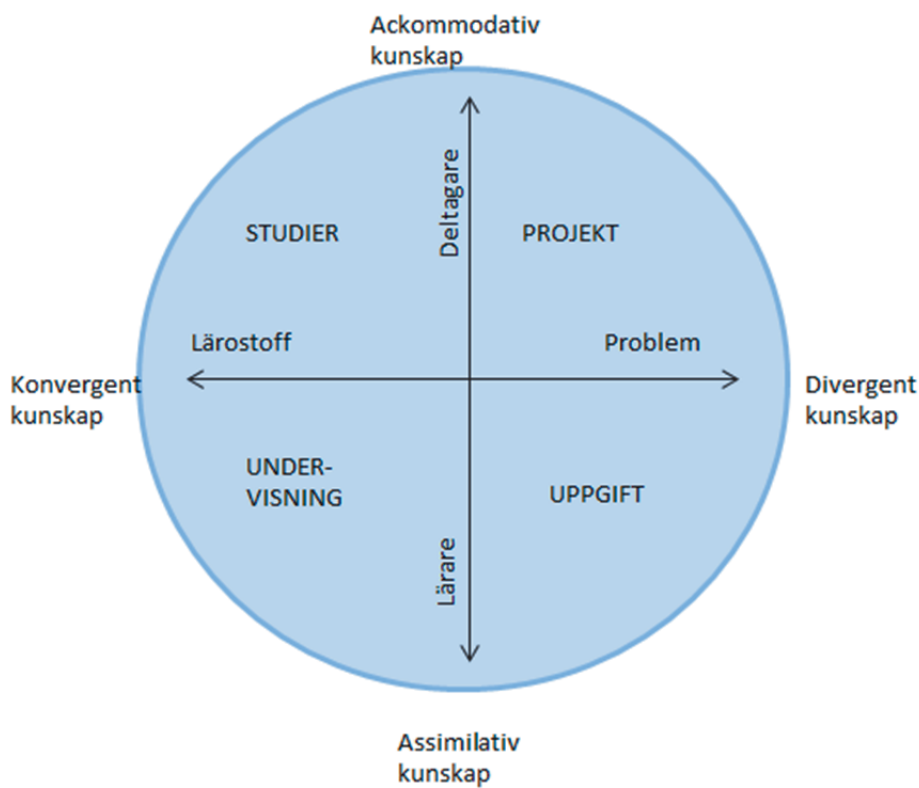 Ackommodativ
kunskap
Deltagare
STUDIER
PROJEKT
Lärostoff
Problem
Konvergent
kunskap
Divergent
kunskap
UNDER-
VISNING
UPPGIFT
Lärare
Assimilativ
kunskap